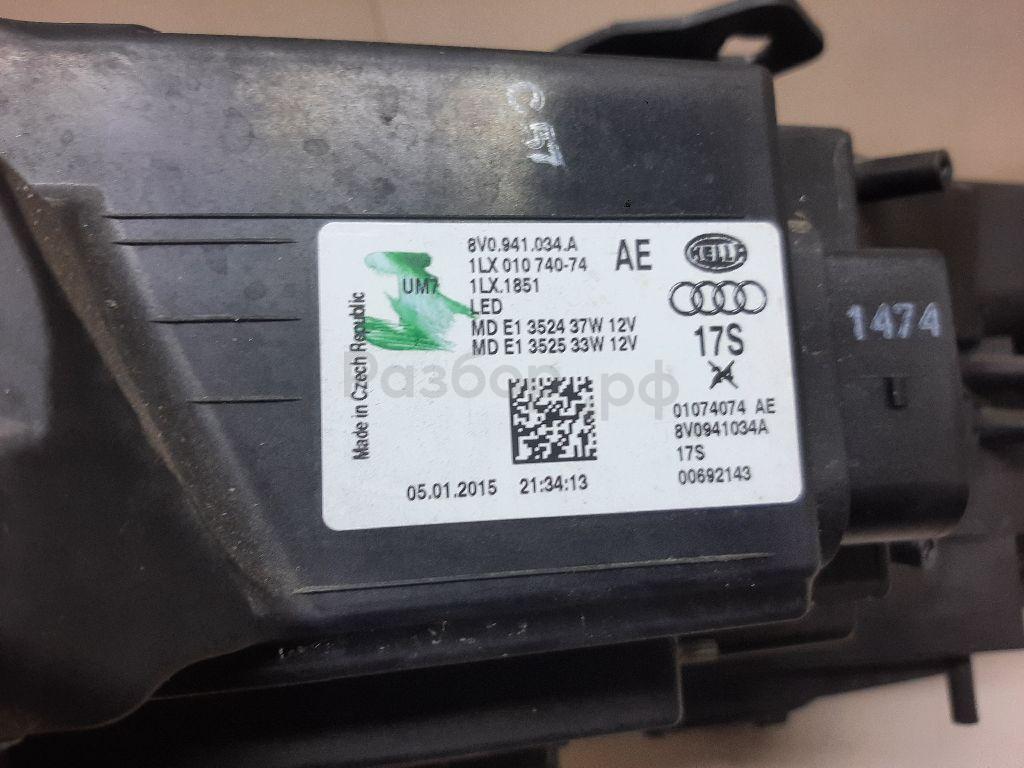 C A7
8V0.941.034.A
1LX 010 740-74
1LX.1851
LED
MD E1 3524 37W 12V
MD E1 3525 33W 12V
UM7
AE
HELLA
17S
Made in Czech Republic
Разбор.рф
01074074 AE
8V0941034A
17S
00692143
05.01.2015 21:34:13
1474